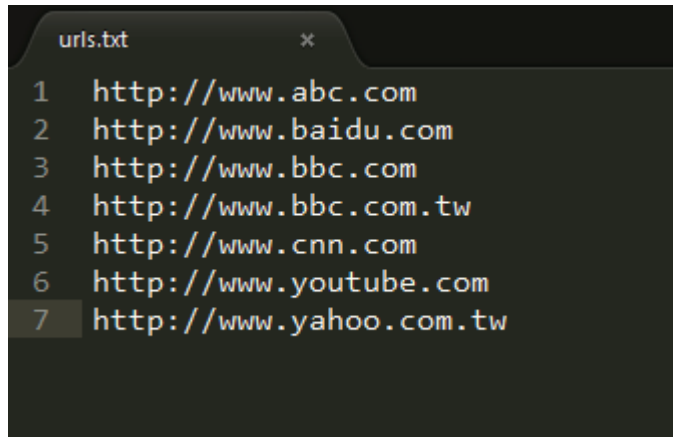 urls.txt ×
1 http://www.abc.com
2 http://www.baidu.com
3 http://www.bbc.com
4 http://www.bbc.com.tw
5 http://www.cnn.com
6 http://www.youtube.com
7 http://www.yahoo.com.tw